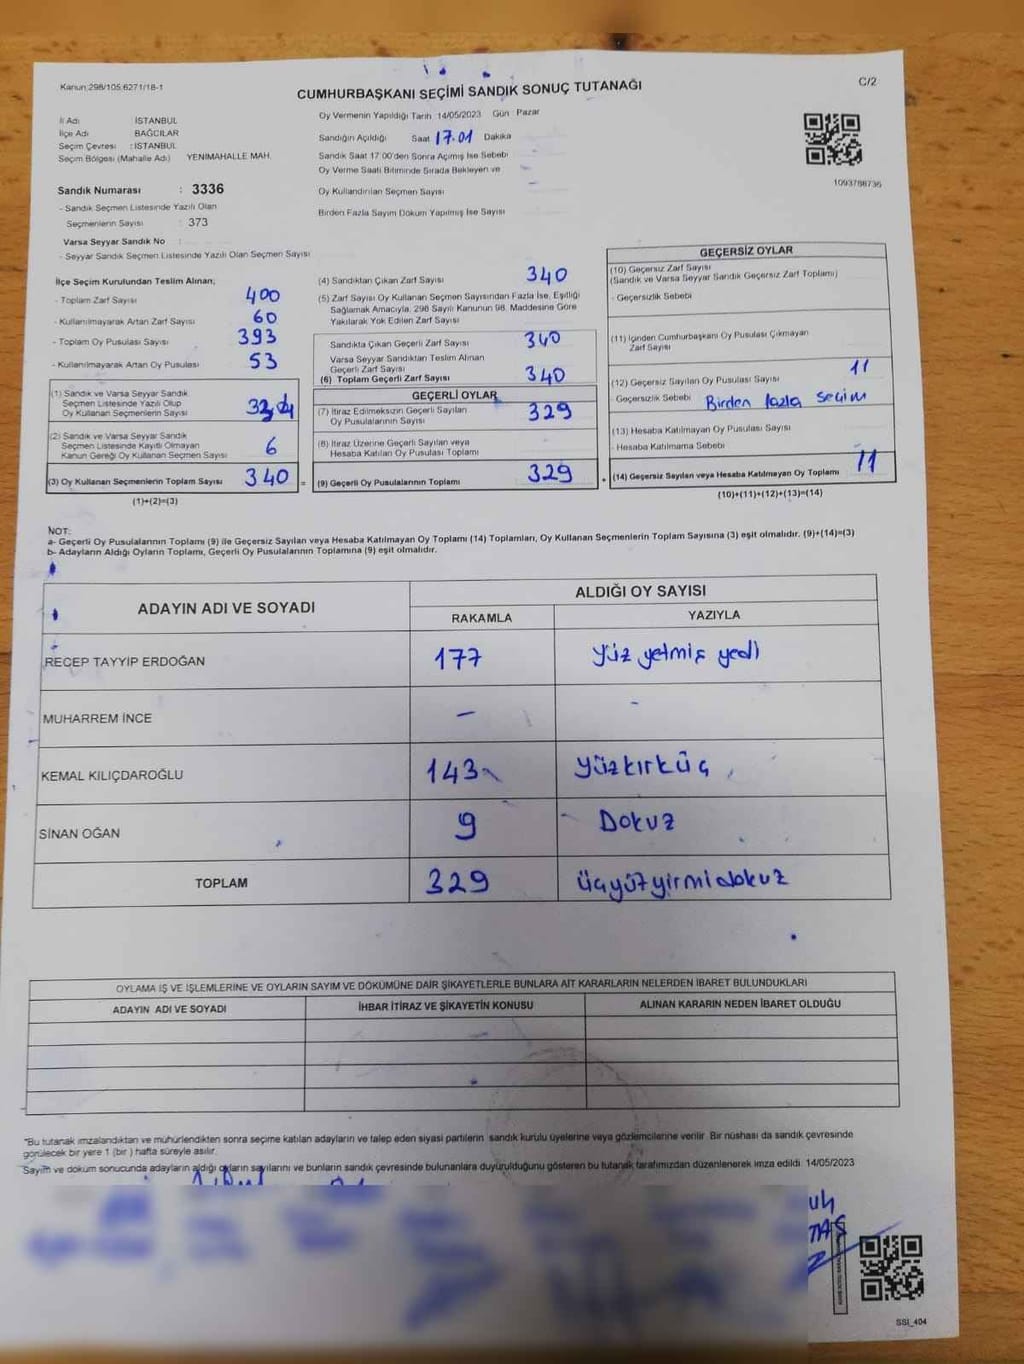 Kanun:298/105;6271/18-1
C/2
CUMHURBAŞKANI SEÇİMİ SANDIK SONUÇ TUTANAĞI
İl Adı İSTANBUL
İlçe Adı BAĞCILAR
Seçim Çevresi : İSTANBUL
Seçim Bölgesi (Mahalle Adı) YENİMAHALLE MAH.
Sandık Numarası : 3336
- Sandık Seçmen Listesinde Yazılı Olan
Seçmenlerin Sayısı : 373
Varsa Seyyar Sandık No :
- Seyyar Sandık Seçmen Listesinde Yazılı Olan Seçmen Sayısı
Oy Vermenin Yapıldığı Tarih 14/05/2023 Gün Pazar
Sandığın Açıldığı Saat 17.01 Dakika
Sandık Saat 17:00'den Sonra Açımış İse Sebebi
Oy Verme Saati Bitiminde Sırada Bekleyen ve
Oy Kullandırılan Seçmen Sayısı
Birden Fazla Sayım Döküm Yapılmış İse Sayısı
1093788736
İlçe Seçim Kurulundan Teslim Alınan;
- Toplam Zarf Sayısı 400
- Kullanılmayarak Artan Zarf Sayısı 60
- Toplam Oy Pusulası Sayısı 393
- Kullanılmayarak Artan Oy Pusulası 53
(1) Sandık ve Varsa Seyyar Sandık
Seçmen Listesinde Yazılı Olup
Oy Kullanan Seçmenlerin Sayısı
(2) Sandık ve Varsa Seyyar Sandık
Seçmen Listesinde Kayıtlı Olmayan
Kanun Gereği Oy Kullanan Seçmen Sayısı 6
(3) Oy Kullanan Seçmenlerin Toplam Sayısı 340
(1)+(2)=(3)
(4) Sandıktan Çıkan Zarf Sayısı 340
(5) Zarf Sayısı Oy Kullanan Seçmen Sayısından Fazla İse, Eşitliği
Sağlamak Amacıyla, 298 Sayılı Kanunun 98. Maddesine Göre
Yakılarak Yok Edilen Zarf Sayısı
Sandıkta Çıkan Geçerli Zarf Sayısı 340
Varsa Seyyar Sandıktan Teslim Alınan
Geçerli Zarf Sayısı
(6) Toplam Geçerli Zarf Sayısı 340
GEÇERLİ OYLAR
(7) İtiraz Edilmeksizin Geçerli Sayılan
Oy Pusulalarının Sayısı 329
(8) İtiraz Üzerine Geçerli Sayılan veya
Hesaba Katılan Oy Pusulası Toplamı
=
(9) Geçerli Oy Pusulalarının Toplamı 329
+
GEÇERSİZ OYLAR
(10) Geçersiz Zarf Sayısı
(Sandık ve Varsa Seyyar Sandık Geçersiz Zarf Toplamı)
- Geçersizlik Sebebi
(11) İçinden Cumhurbaşkanı Oy Pusulası Çıkmayan
Zarf Sayısı
(12) Geçersiz Sayılan Oy Pusulası Sayısı 11
- Geçersizlik Sebebi Birden fazla seçim
(13) Hesaba Katılmayan Oy Pusulası Sayısı
- Hesaba Katılmama Sebebi
(14) Geçersiz Sayılan veya Hesaba Katılmayan Oy Toplamı 11
(10)+(11)+(12)+(13)=(14)
NOT:
a- Geçerli Oy Pusulalarının Toplamı (9) ile Geçersiz Sayılan veya Hesaba Katılmayan Oy Toplamı (14) Toplamları, Oy Kullanan Seçmenlerin Toplam Sayısına (3) eşit olmalıdır. (9)+(14)=(3)
b- Adayların Aldığı Oyların Toplamı, Geçerli Oy Pusulalarının Toplamına (9) eşit olmalıdır.
ADAYIN ADI VE SOYADI
ALDIĞI OY SAYISI
RAKAMLA YAZIYLA
RECEP TAYYİP ERDOĞAN 177 Yüz yetmiş yedi
MUHARREM İNCE - -
KEMAL KILIÇDAROĞLU 143 Yüzkırküç
SİNAN OĞAN 9 Dokuz
TOPLAM 329 üçyüzyirmidokuz
OYLAMA İŞ VE İŞLEMLERİNE VE OYLARIN SAYIM VE DÖKÜMÜNE DAİR ŞİKAYETLERLE BUNLARA AİT KARARLARIN NELERDEN İBARET BULUNDUKLARI
ADAYIN ADI VE SOYADI İHBAR İTİRAZ VE ŞİKAYETİN KONUSU ALINAN KARARIN NEDEN İBARET OLDUĞU
*Bu tutanak imzalandıktan ve mühürlendikten sonra seçime katılan adayların ve talep eden siyasi partilerin sandık kurulu üyelerine veya gözlemcilerine verilir. Bir nüshası da sandık çevresinde
görülecek bir yere 1 (bir) hafta süreyle asılır.
Sayım ve döküm sonucunda adayların aldığı oyların sayılarını ve bunların sandık çevresinde bulunanlara duyurulduğunu gösteren bu tutanak tarafımızdan düzenlenerek imza edildi. 14/05/2023
SSI_404